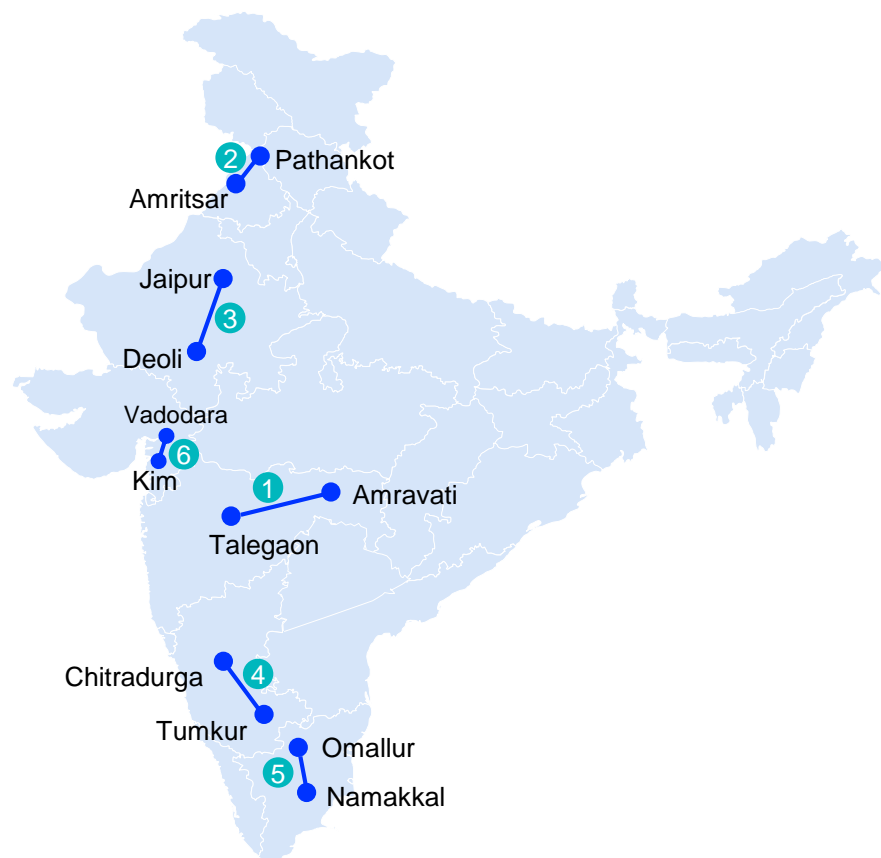 2
Pathankot
Amritsar
Jaipur
3
Deoli
Vadodara
6
Kim
1
Amravati
Talegaon
Chitradurga
4
Tumkur
Omallur
5
Namakkal